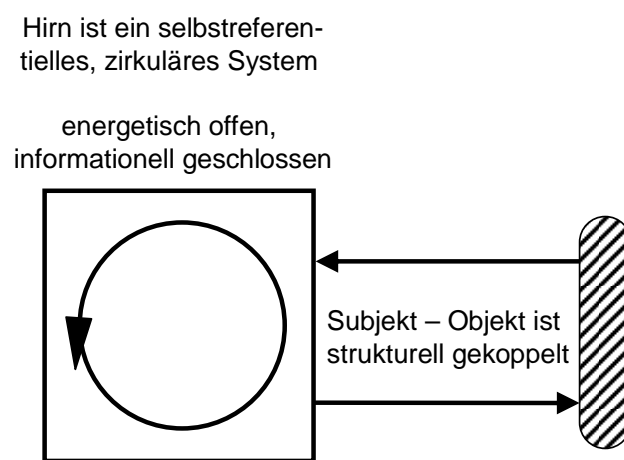 Hirn ist ein selbstreferen-
tielles, zirkuläres System
energetisch offen,
informationell geschlossen
Subjekt – Objekt ist
strukturell gekoppelt